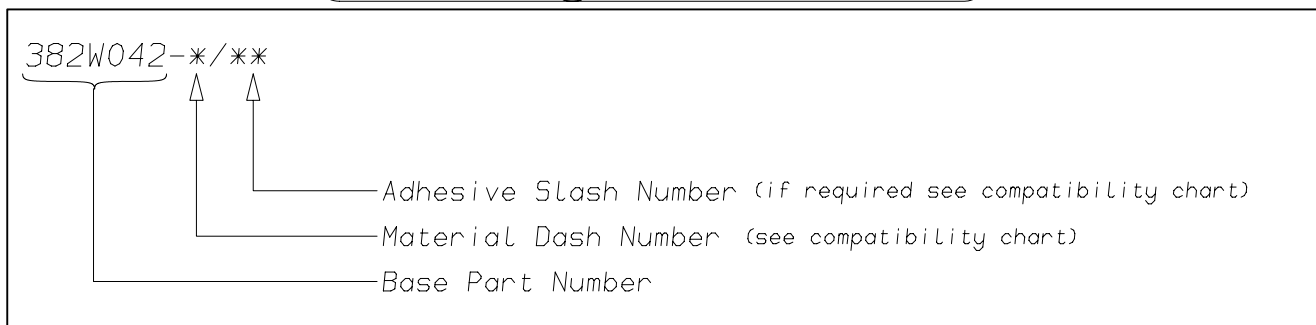 382W042-*/**
Adhesive Slash Number (if required see compatibility chart)
Material Dash Number (see compatibility chart)
Base Part Number